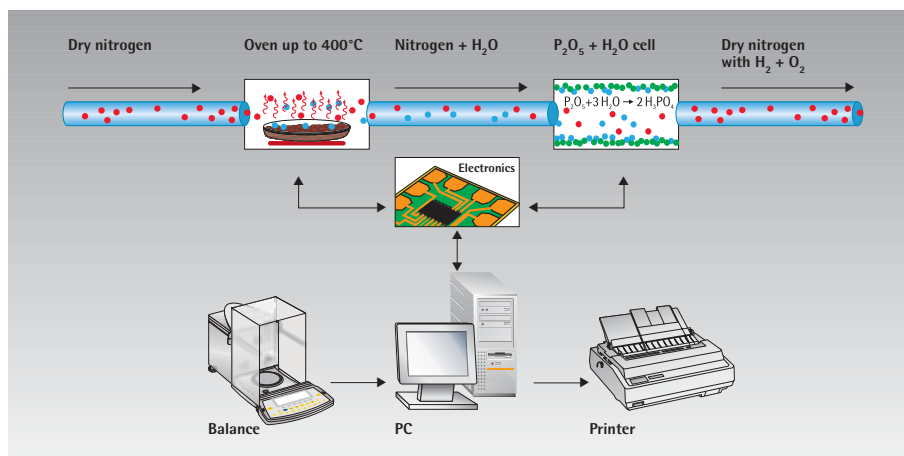 Dry nitrogen
Oven up to 400°C
Nitrogen + H₂O
P₂O₅ + H₂O cell
Dry nitrogen
with H₂ + O₂
P₂O₅+3 H₂O → 2 H₃PO₄
Electronics
Balance
PC
Printer